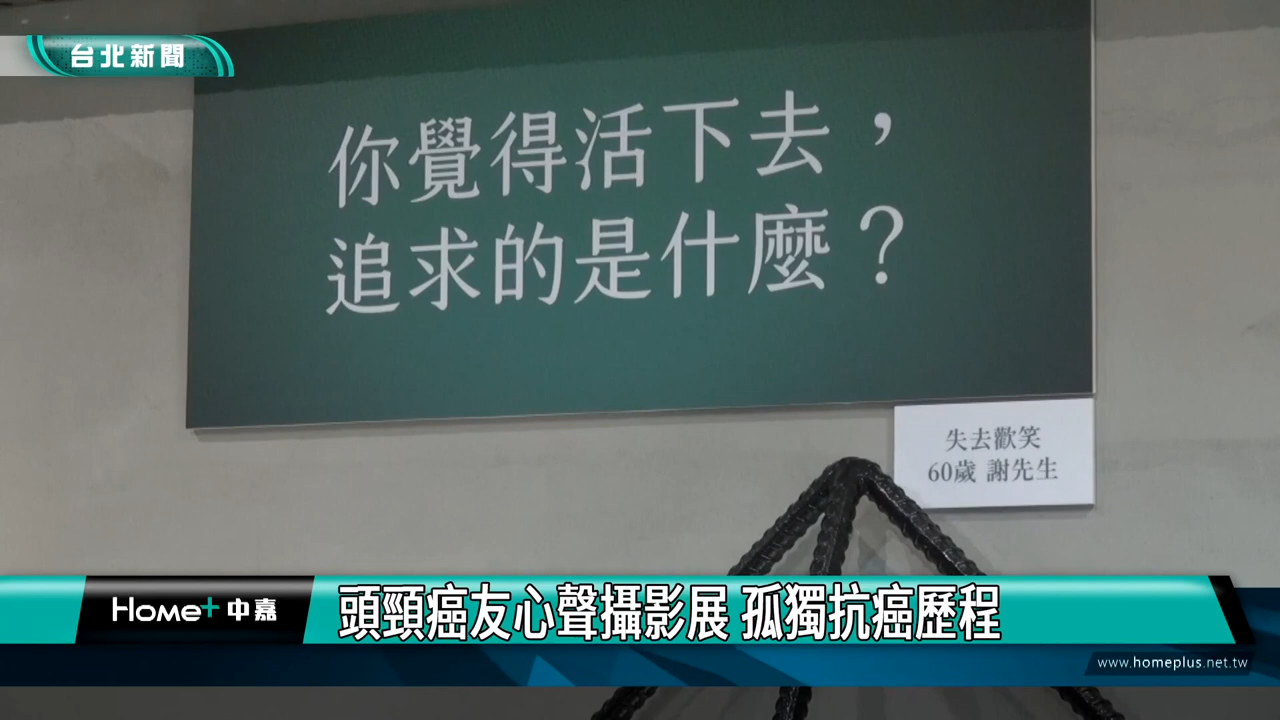 台北新聞
你覺得活下去，
追求的是什麼？
失去歡笑
60歲 謝先生
Home+中嘉
頭頸癌友心聲攝影展 孤獨抗癌歷程
www.homeplus.net.tw